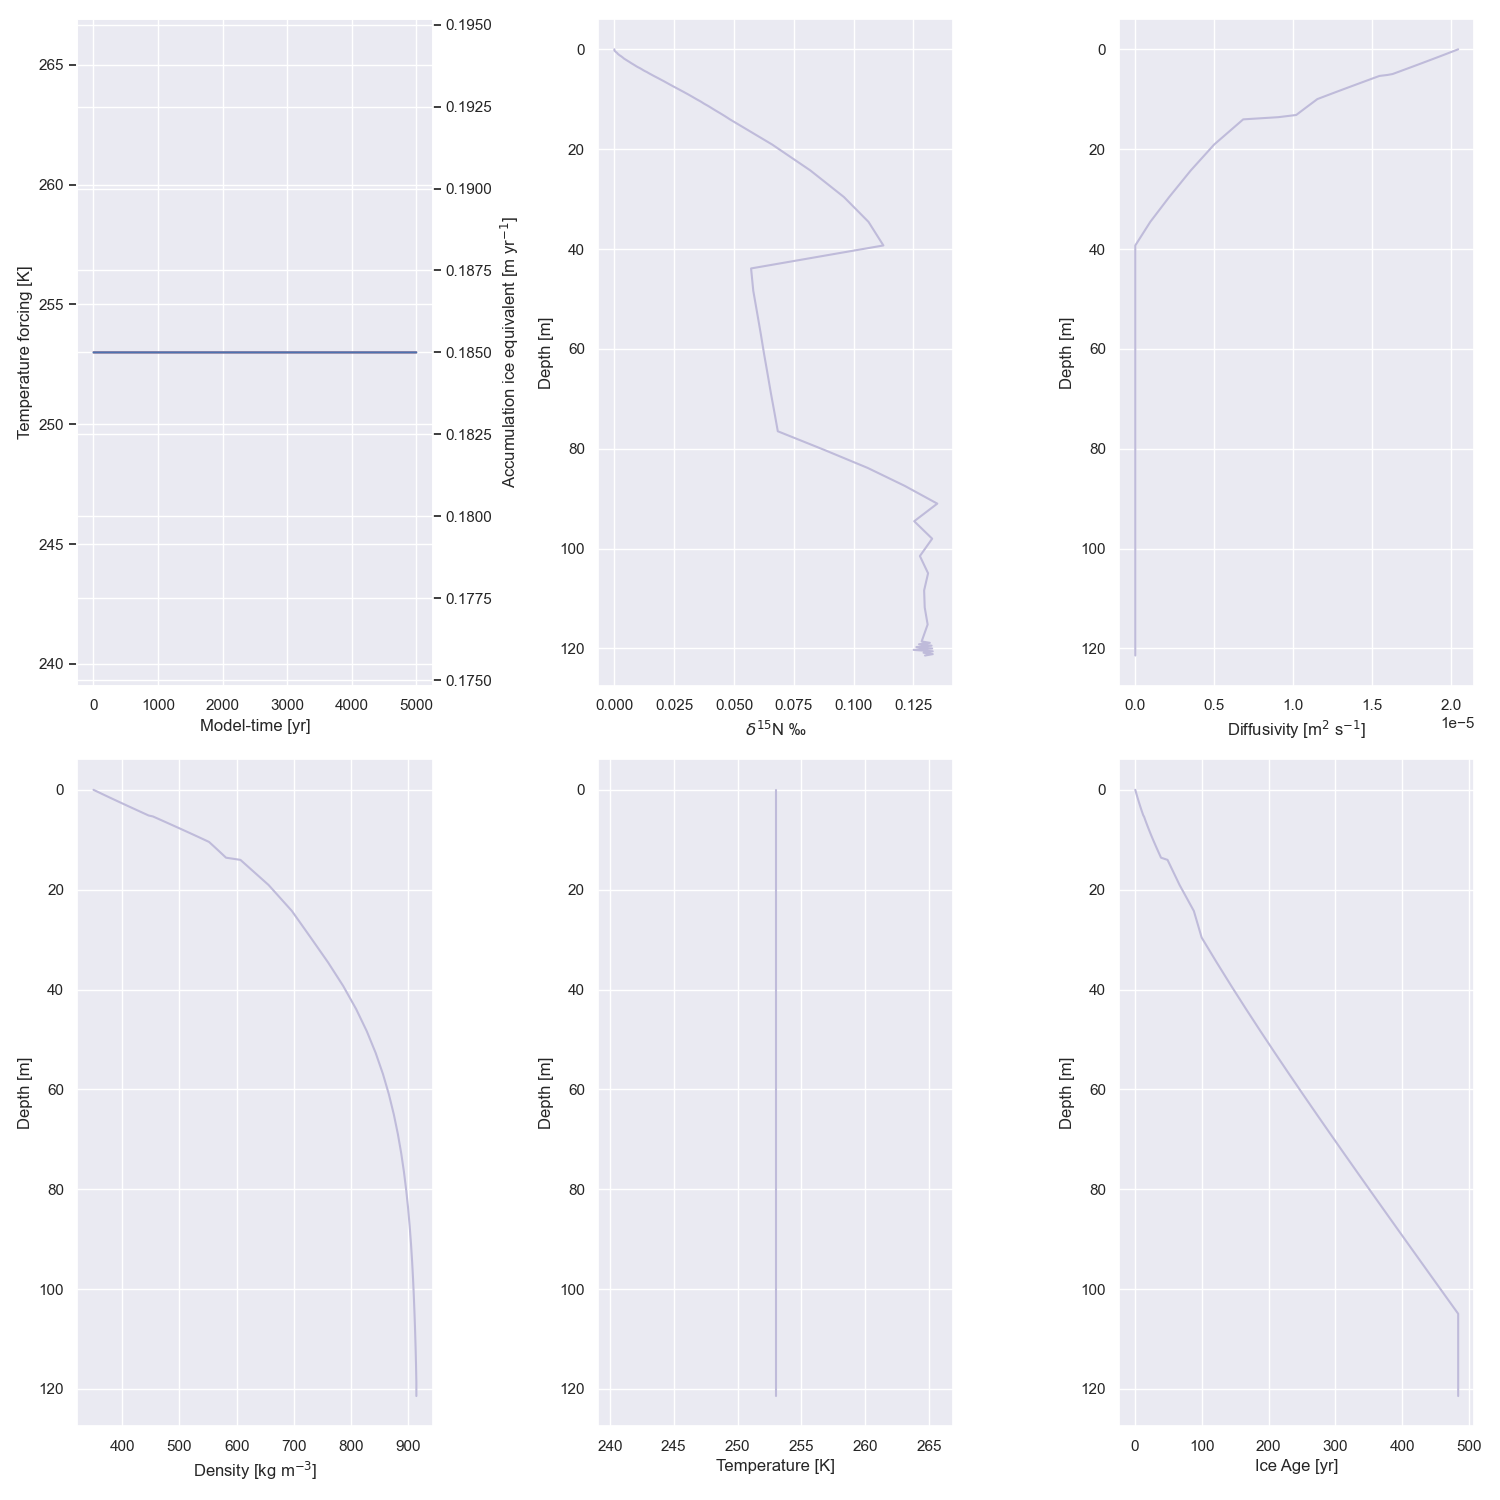 265
260
255
250
245
240
Temperature forcing [K]
0.1950
0.1925
0.1900
0.1875
0.1850
0.1825
0.1800
0.1775
0.1750
Accumulation ice equivalent [m yr⁻¹]
0 1000 2000 3000 4000 5000
Model-time [yr]
0
20
40
60
80
100
120
Depth [m]
0.000 0.025 0.050 0.075 0.100 0.125
δ¹⁵N ‰
0
20
40
60
80
100
120
Depth [m]
0.0 0.5 1.0 1.5 2.0
1e−5
Diffusivity [m² s⁻¹]
0
20
40
60
80
100
120
Depth [m]
400 500 600 700 800 900
Density [kg m⁻³]
0
20
40
60
80
100
120
Depth [m]
240 245 250 255 260 265
Temperature [K]
0
20
40
60
80
100
120
Depth [m]
0 100 200 300 400 500
Ice Age [yr]